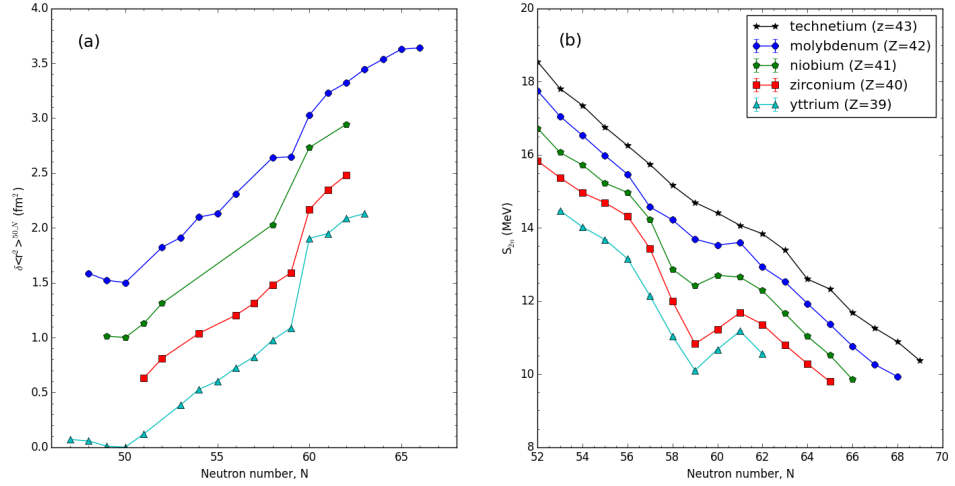 (a)
4.0
3.5
3.0
2.5
2.0
1.5
1.0
0.5
0.0
50
55
60
65
Neutron number, N
δ<r²>⁵⁰,ᴺ (fm²)
(b)
technetium (z=43)
molybdenum (Z=42)
niobium (Z=41)
zirconium (Z=40)
yttrium (Z=39)
20
18
16
14
12
10
8
52
54
56
58
60
62
64
66
68
70
Neutron number, N
S₂ₙ (MeV)